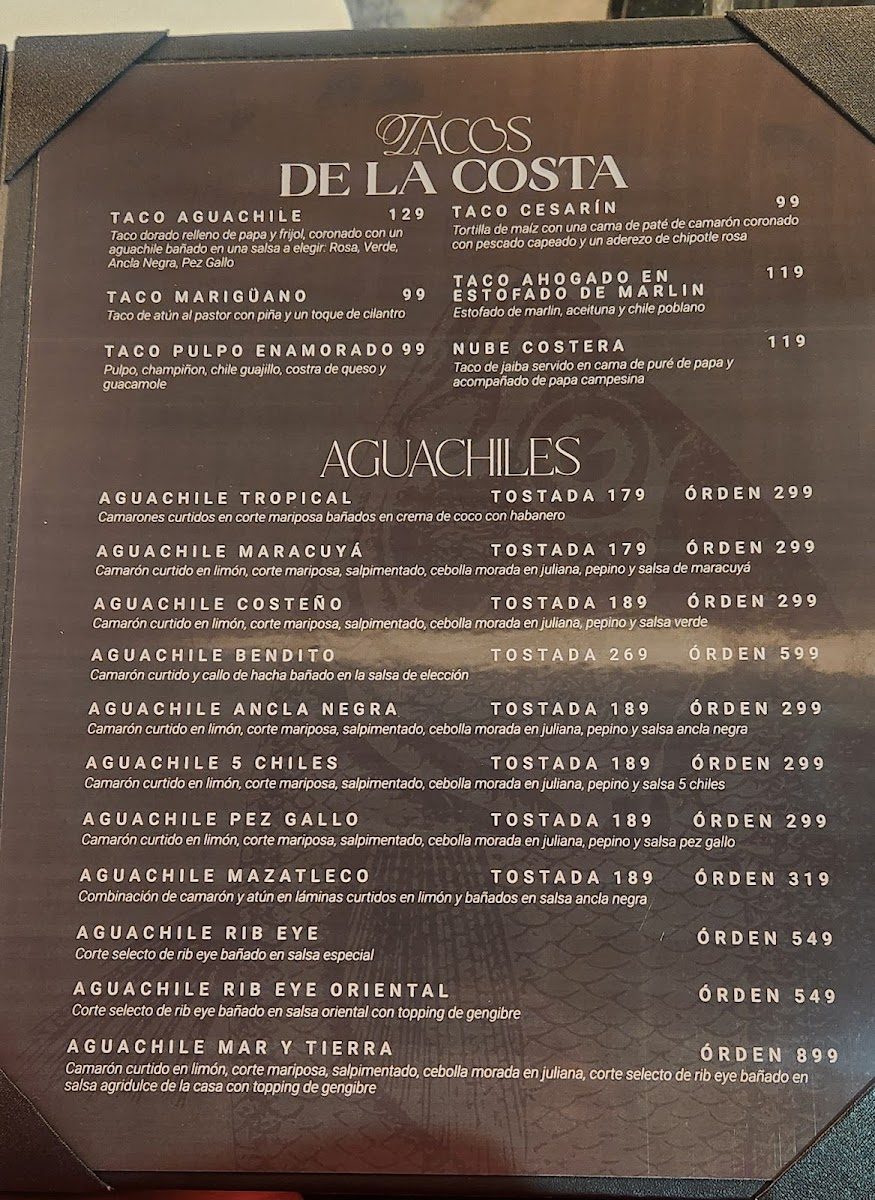 TACOS
DE LA COSTA
TACO AGUACHILE 129
Taco dorado relleno de papa y frijol, coronado con un
aguachile bañado en una salsa a elegir: Rosa, Verde,
Ancla Negra, Pez Gallo
TACO MARIGÜANO 99
Taco de atún al pastor con piña y un toque de cilantro
TACO PULPO ENAMORADO 99
Pulpo, champiñon, chile guajillo, costra de queso y
guacamole
TACO CESARÍN 99
Tortilla de maíz con una cama de paté de camarón coronado
con pescado capeado y un aderezo de chipotle rosa
TACO AHOGADO EN 119
ESTOFADO DE MARLIN
Estofado de marlin, aceituna y chile poblano
NUBE COSTERA 119
Taco de jaiba servido en cama de puré de papa y
acompañado de papa campesina
AGUACHILES
AGUACHILE TROPICAL TOSTADA 179 ÓRDEN 299
Camarones curtidos en corte mariposa bañados en crema de coco con habanero
AGUACHILE MARACUYÁ TOSTADA 179 ÓRDEN 299
Camarón curtido en limón, corte mariposa, salpimentado, cebolla morada en juliana, pepino y salsa de maracuyá
AGUACHILE COSTEÑO TOSTADA 189 ÓRDEN 299
Camarón curtido en limón, corte mariposa, salpimentado, cebolla morada en juliana, pepino y salsa verde
AGUACHILE BENDITO TOSTADA 269 ÓRDEN 599
Camarón curtido y callo de hacha bañado en la salsa de elección
AGUACHILE ANCLA NEGRA TOSTADA 189 ÓRDEN 299
Camarón curtido en limón, corte mariposa, salpimentado, cebolla morada en juliana, pepino y salsa ancla negra
AGUACHILE 5 CHILES TOSTADA 189 ÓRDEN 299
Camarón curtido en limón, corte mariposa, salpimentado, cebolla morada en juliana, pepino y salsa 5 chiles
AGUACHILE PEZ GALLO TOSTADA 189 ÓRDEN 299
Camarón curtido en limón, corte mariposa, salpimentado, cebolla morada en juliana, pepino y salsa pez gallo
AGUACHILE MAZATLECO TOSTADA 189 ÓRDEN 319
Combinación de camarón y atún en láminas curtidos en limón y bañados en salsa ancla negra
AGUACHILE RIB EYE ÓRDEN 549
Corte selecto de rib eye bañado en salsa especial
AGUACHILE RIB EYE ORIENTAL ÓRDEN 549
Corte selecto de rib eye bañado en salsa oriental con topping de gengibre
AGUACHILE MAR Y TIERRA ÓRDEN 899
Camarón curtido en limón, corte mariposa, salpimentado, cebolla morada en juliana, corte selecto de rib eye bañado en
salsa agridulce de la casa con topping de gengibre